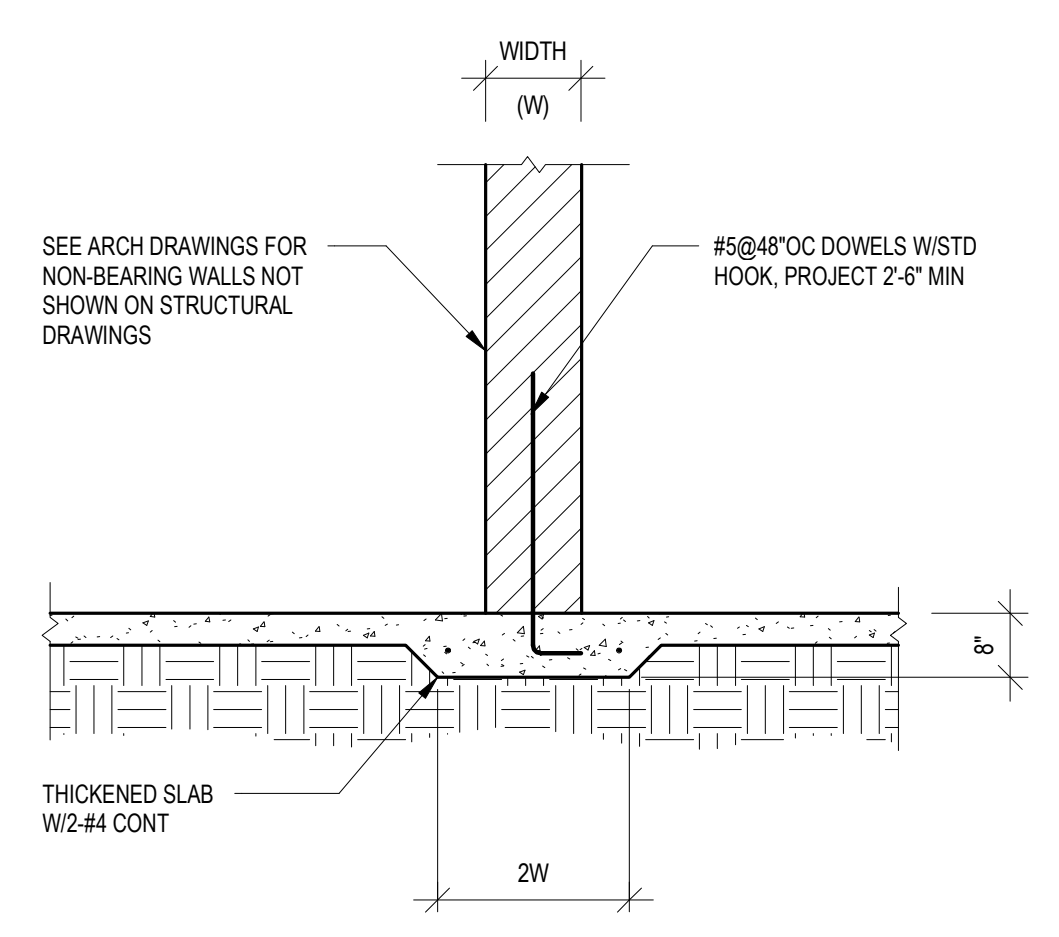 WIDTH
(W)
SEE ARCH DRAWINGS FOR
NON-BEARING WALLS NOT
SHOWN ON STRUCTURAL
DRAWINGS
#5@48"OC DOWELS W/STD
HOOK, PROJECT 2'-6" MIN
8"
THICKENED SLAB
W/2-#4 CONT
2W